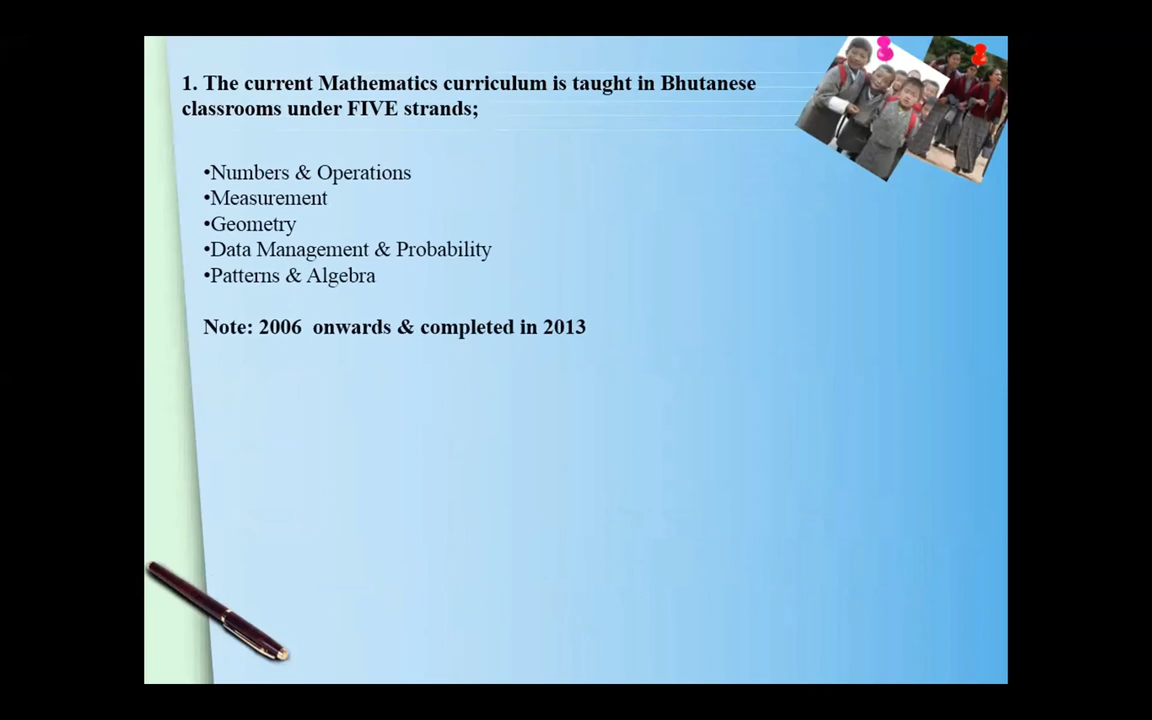 1. The current Mathematics curriculum is taught in Bhutanese
classrooms under FIVE strands;
•Numbers & Operations
•Measurement
•Geometry
•Data Management & Probability
•Patterns & Algebra
Note: 2006  onwards & completed in 2013